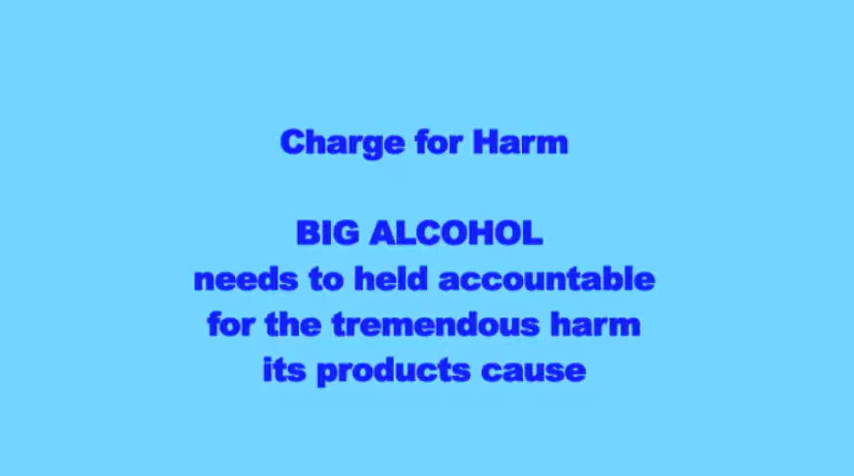 Charge for Harm
BIG ALCOHOL
needs to held accountable
for the tremendous harm
its products cause